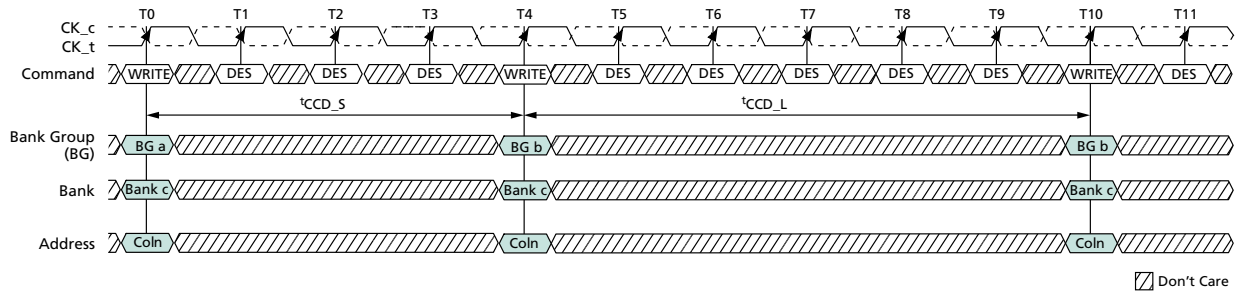 T0 T1 T2 T3 T4 T5 T6 T7 T8 T9 T10 T11
CK_c
CK_t
Command WRITE DES DES DES WRITE DES DES DES DES DES WRITE DES
tCCD_S tCCD_L
Bank Group
(BG) BG a BG b BG b
Bank Bank c Bank c Bank c
Address Coln Coln Coln
Don't Care